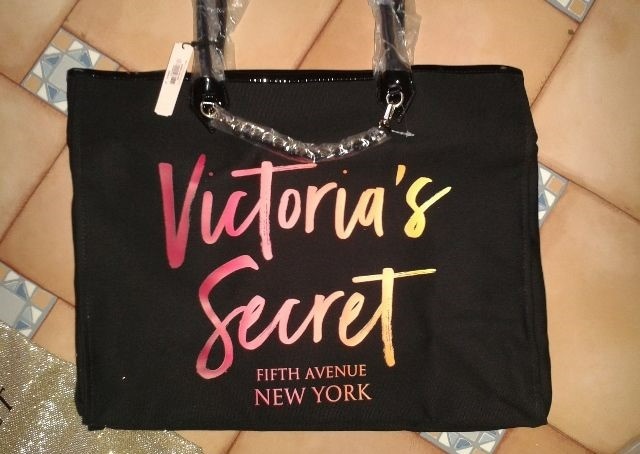 Victoria's
Secret
FIFTH AVENUE
NEW YORK